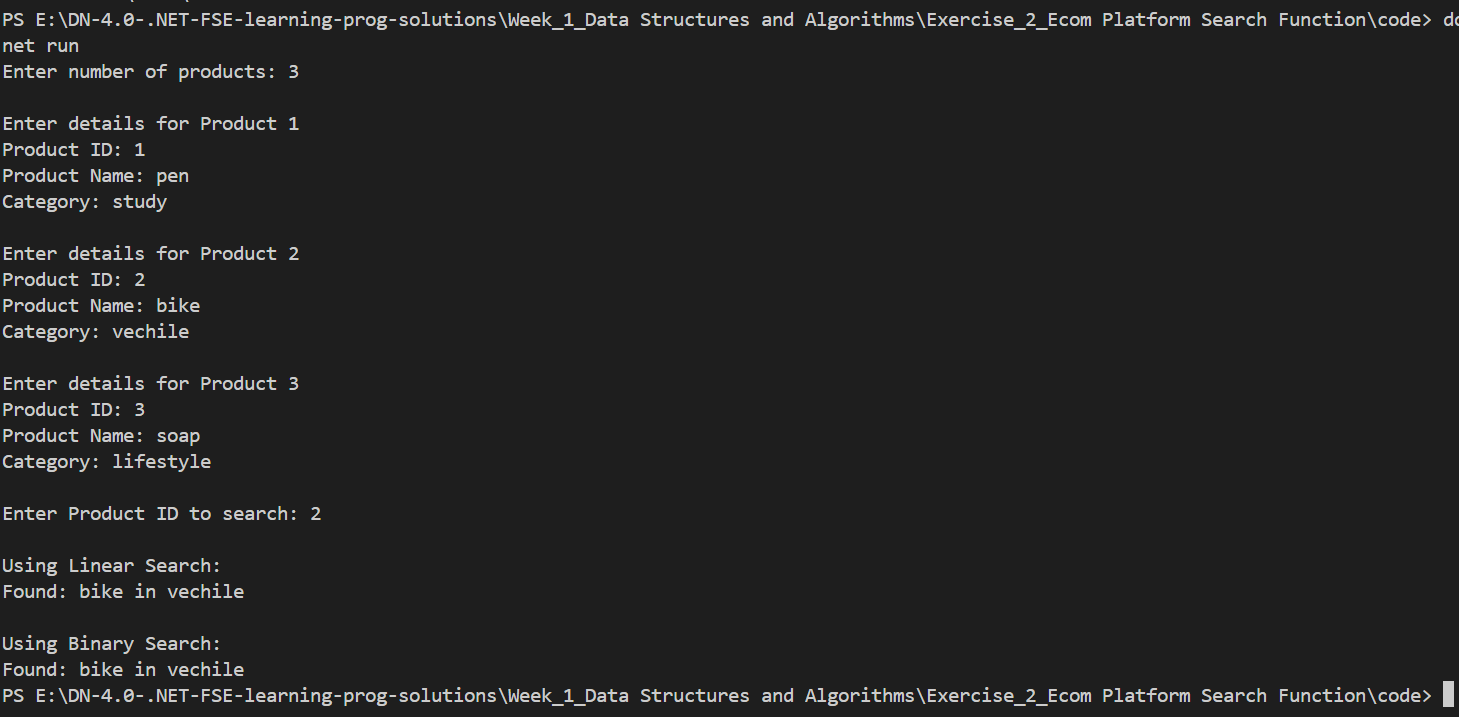 PS E:\DN-4.0-.NET-FSE-learning-prog-solutions\Week_1_Data Structures and Algorithms\Exercise_2_Ecom Platform Search Function\code> do
net run
Enter number of products: 3
Enter details for Product 1
Product ID: 1
Product Name: pen
Category: study
Enter details for Product 2
Product ID: 2
Product Name: bike
Category: vechile
Enter details for Product 3
Product ID: 3
Product Name: soap
Category: lifestyle
Enter Product ID to search: 2
Using Linear Search:
Found: bike in vechile
Using Binary Search:
Found: bike in vechile
PS E:\DN-4.0-.NET-FSE-learning-prog-solutions\Week_1_Data Structures and Algorithms\Exercise_2_Ecom Platform Search Function\code>